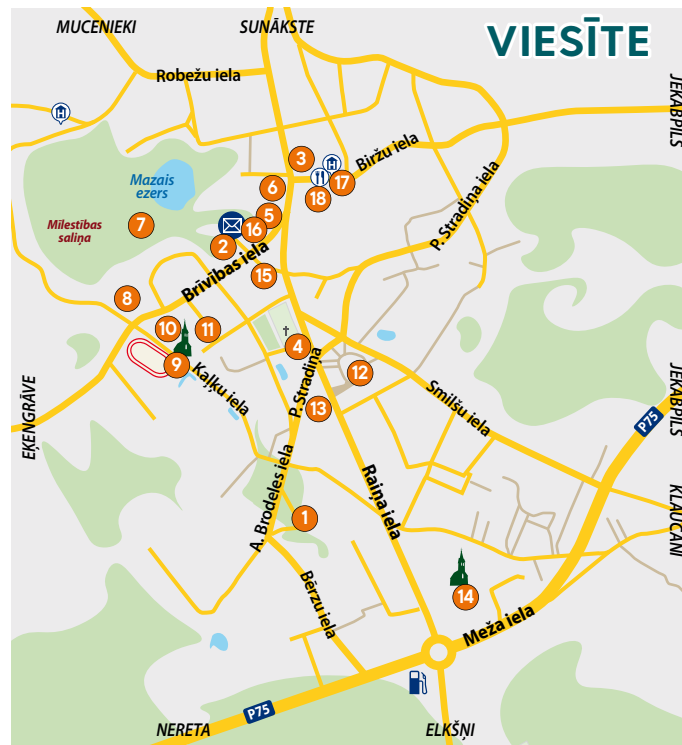 VIESĪTE
MUCENIEKI
SUNĀKSTE
Robežu iela
JĒKABPILS
H
H
3
Biržu iela
17
18
6
Mazais
ezers
Mīlestības
saliņa
7
5
16
2
P. Stradiņa iela
Brīvības iela
15
8
10
11
9
4
P. Stradiņa
12
13
Kaļķu iela
Smilšu iela
JĒKABPILS
P75
EĶENGRĀVE
KLAUCĀNI
A. Brodeles iela
Raiņa iela
1
Bērzu iela
14
Meža iela
P75
NERETA
ELKŠŅI